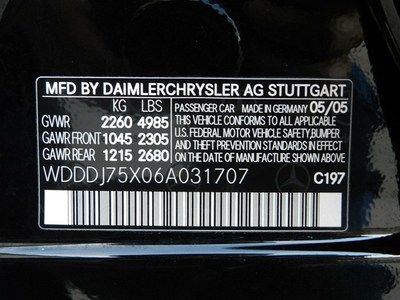 MFD BY DAIMLERCHRYSLER AG STUTTGART
KG LBS
GVWR 2260 4985
GAWR FRONT 1045 2305
GAWR REAR 1215 2680
PASSENGER CAR MADE IN GERMANY 05/05
THIS VEHICLE CONFORMS TO ALL
APPLICABLE U.S. FEDERAL SAFETY,BUMPER
AND THEFT PREVENTION
STANDARDS IN EFFECT ON THE
DATE OF MANUFACTURE SHOWN ABOVE.
WDDDJ75X06A031707
C197